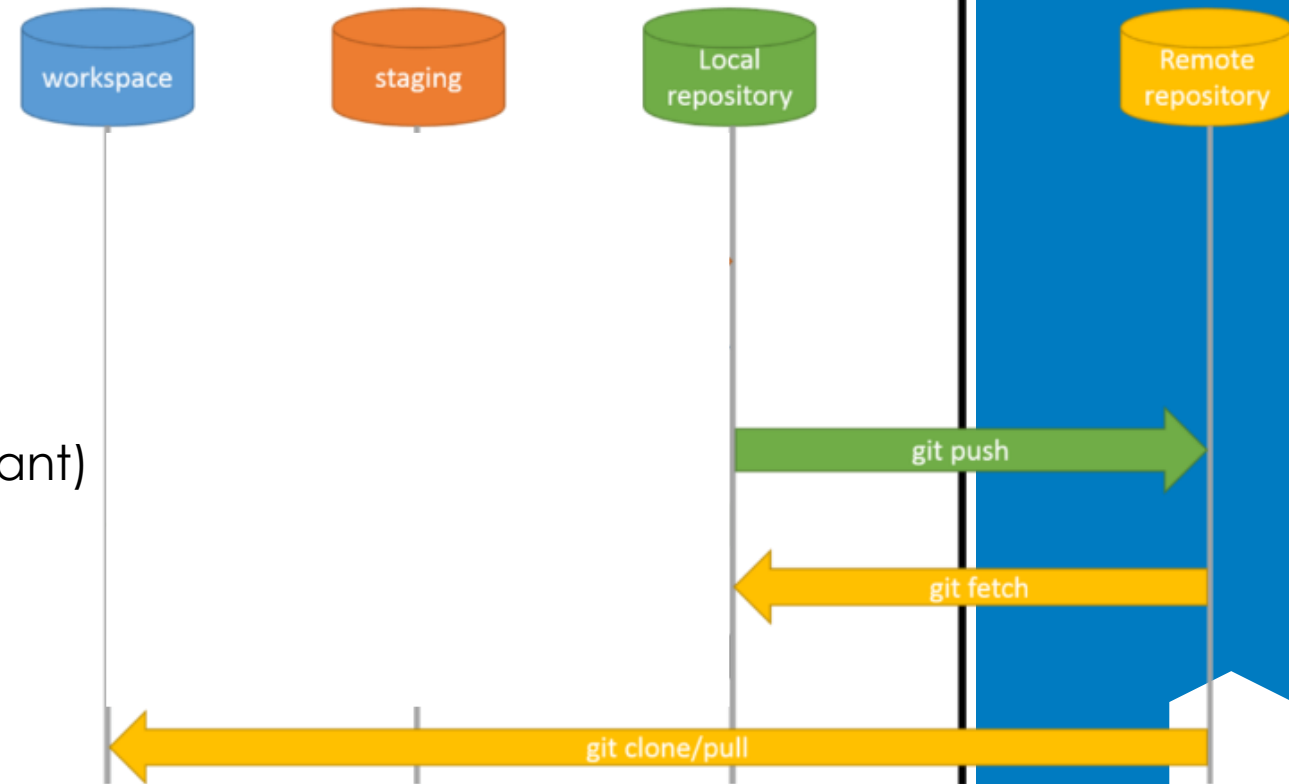 workspace
staging
Local
repository
Remote
repository
ant)
git push
git fetch
git clone/pull